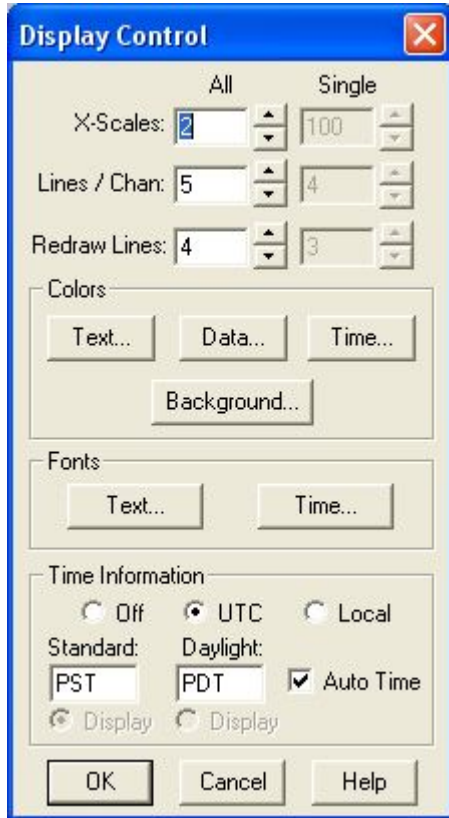 Display Control
All Single
X-Scales: 2 100
Lines / Chan: 5 4
Redraw Lines: 4 3
Colors
Text... Data... Time...
Background...
Fonts
Text... Time...
Time Information
Off UTC Local
Standard: Daylight:
PST PDT Auto Time
Display Display
OK Cancel Help